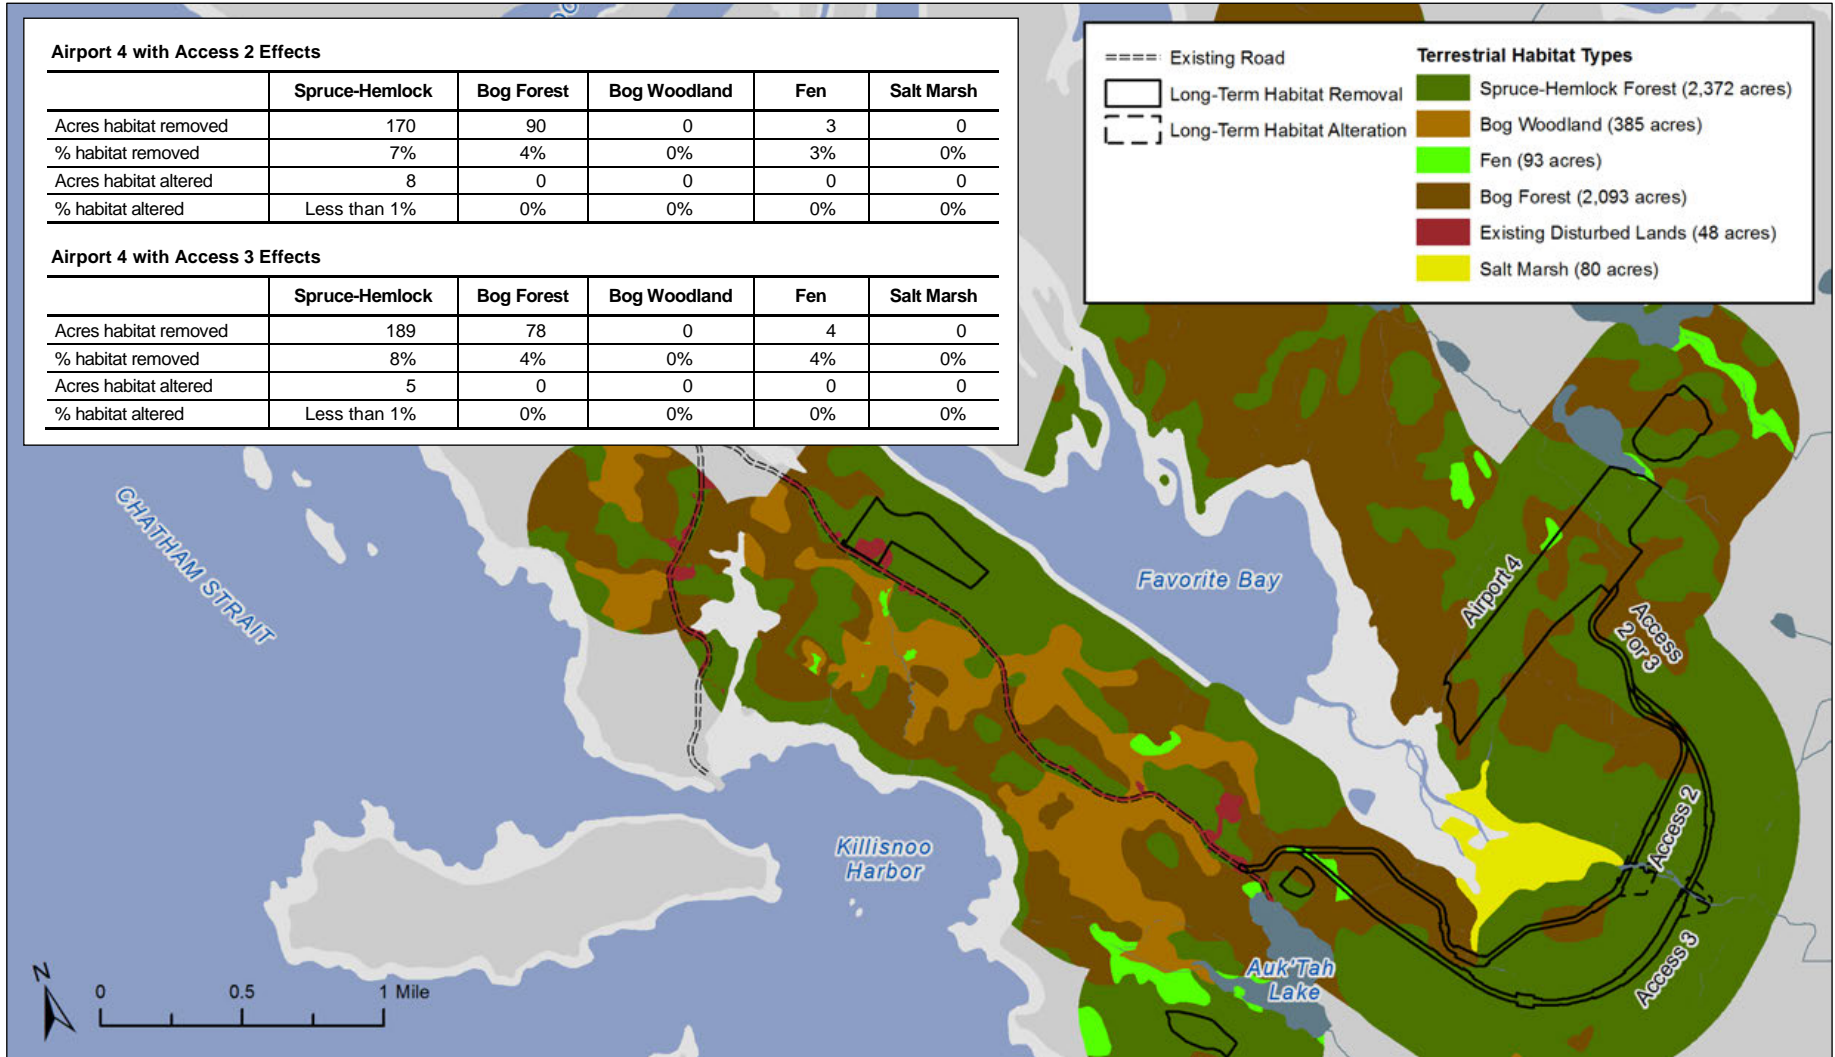 Airport 4 with Access 2 Effects
Spruce-Hemlock Bog Forest Bog Woodland Fen Salt Marsh
Acres habitat removed 170 90 0 3 0
% habitat removed 7% 4% 0% 3% 0%
Acres habitat altered 8 0 0 0 0
% habitat altered Less than 1% 0% 0% 0% 0%
Airport 4 with Access 3 Effects
Spruce-Hemlock Bog Forest Bog Woodland Fen Salt Marsh
Acres habitat removed 189 78 0 4 0
% habitat removed 8% 4% 0% 4% 0%
Acres habitat altered 5 0 0 0 0
% habitat altered Less than 1% 0% 0% 0% 0%
Existing Road
Long-Term Habitat Removal
Long-Term Habitat Alteration
Terrestrial Habitat Types
Spruce-Hemlock Forest (2,372 acres)
Bog Woodland (385 acres)
Fen (93 acres)
Bog Forest (2,093 acres)
Existing Disturbed Lands (48 acres)
Salt Marsh (80 acres)
CHATHAM STRAIT
Favorite Bay
Airport 4
Access
2 or 3
Access 2
Killisnoo
Harbor
Access 3
Auk'Tah
Lake
N
0 0.5 1 Mile